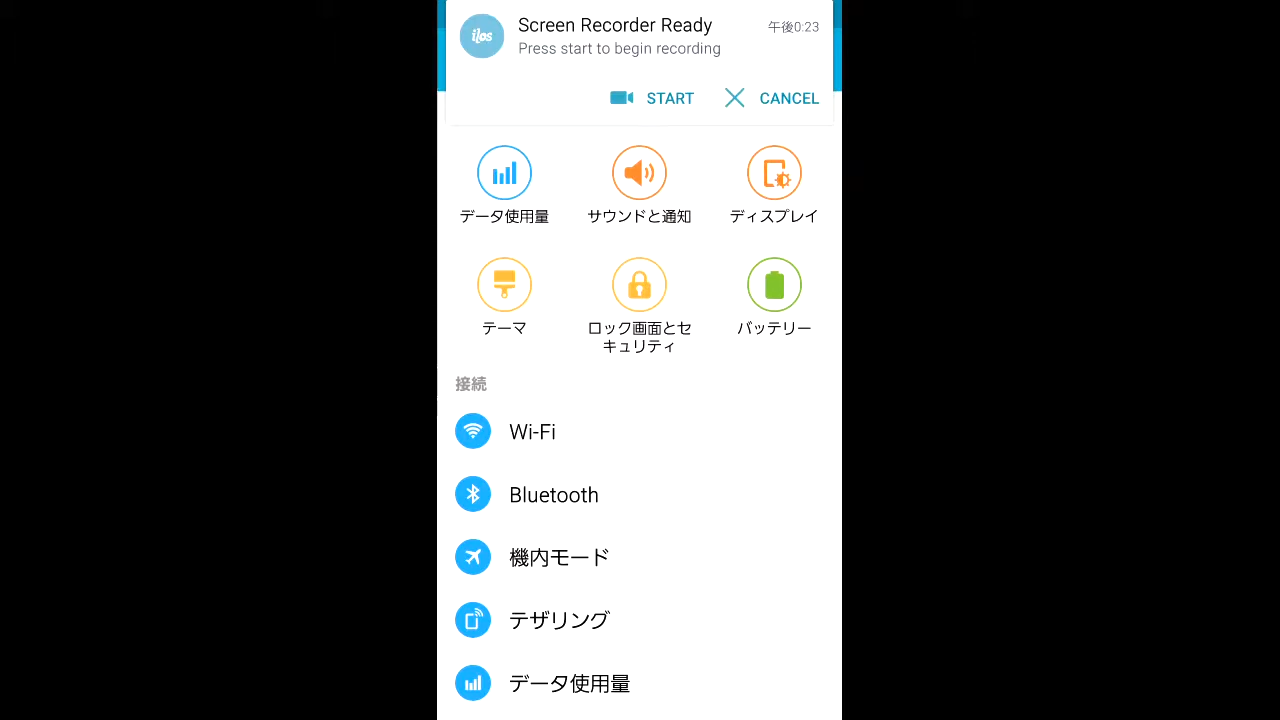 ilos
Screen Recorder Ready
午後0:23
Press start to begin recording
START
CANCEL
データ使用量
サウンドと通知
ディスプレイ
テーマ
ロック画面とセ
キュリティ
バッテリー
接続
Wi-Fi
Bluetooth
機内モード
テザリング
データ使用量